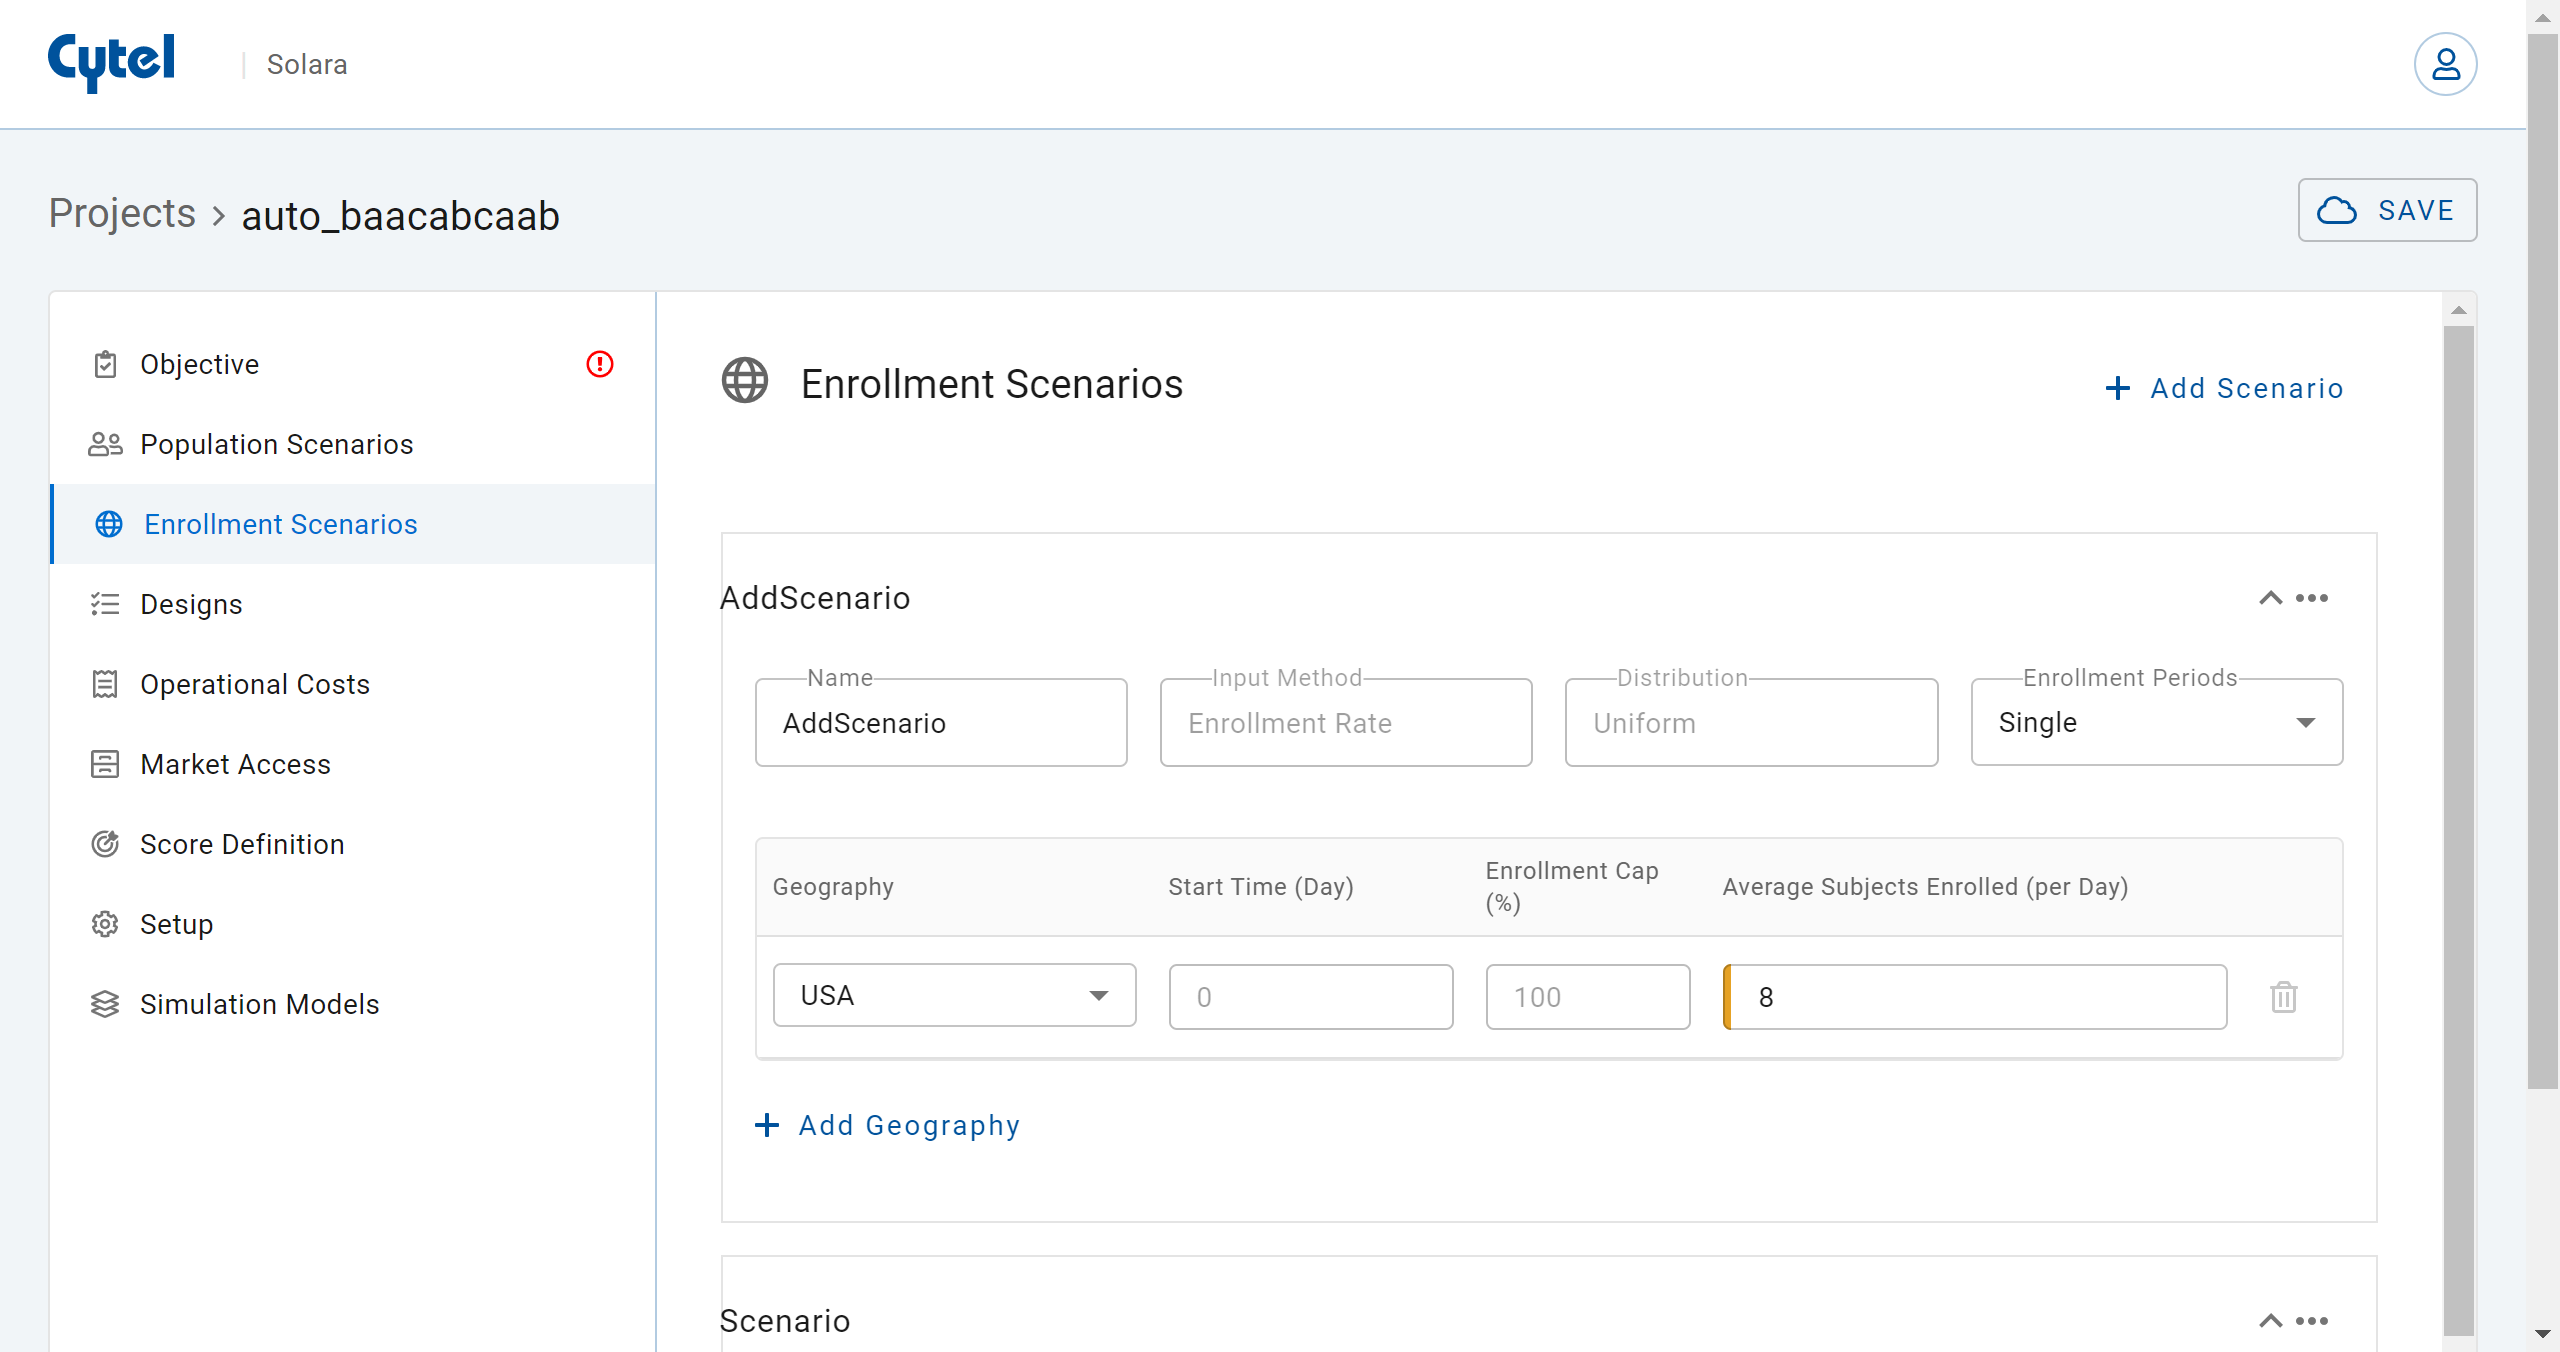 Cytel | Solara
Projects > auto_baacabcaab
SAVE
Objective
Population Scenarios
Enrollment Scenarios
Designs
Operational Costs
Market Access
Score Definition
Setup
Simulation Models
Enrollment Scenarios
+ Add Scenario
AddScenario
Name
AddScenario
Input Method
Enrollment Rate
Distribution
Uniform
Enrollment Periods
Single
Geography
Start Time (Day)
Enrollment Cap
(%)
Average Subjects Enrolled (per Day)
USA
0
100
8
+ Add Geography
Scenario